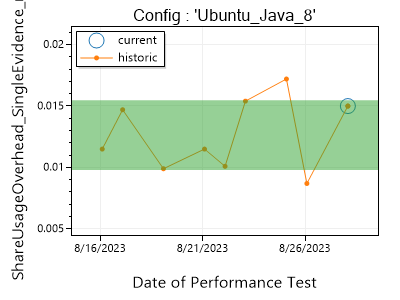 Config : 'Ubuntu_Java_8'
current
historic
0.02
0.015
0.01
0.005
ShareUsageOverhead_SingleEvidence_
8/16/2023
8/21/2023
8/26/2023
Date of Performance Test